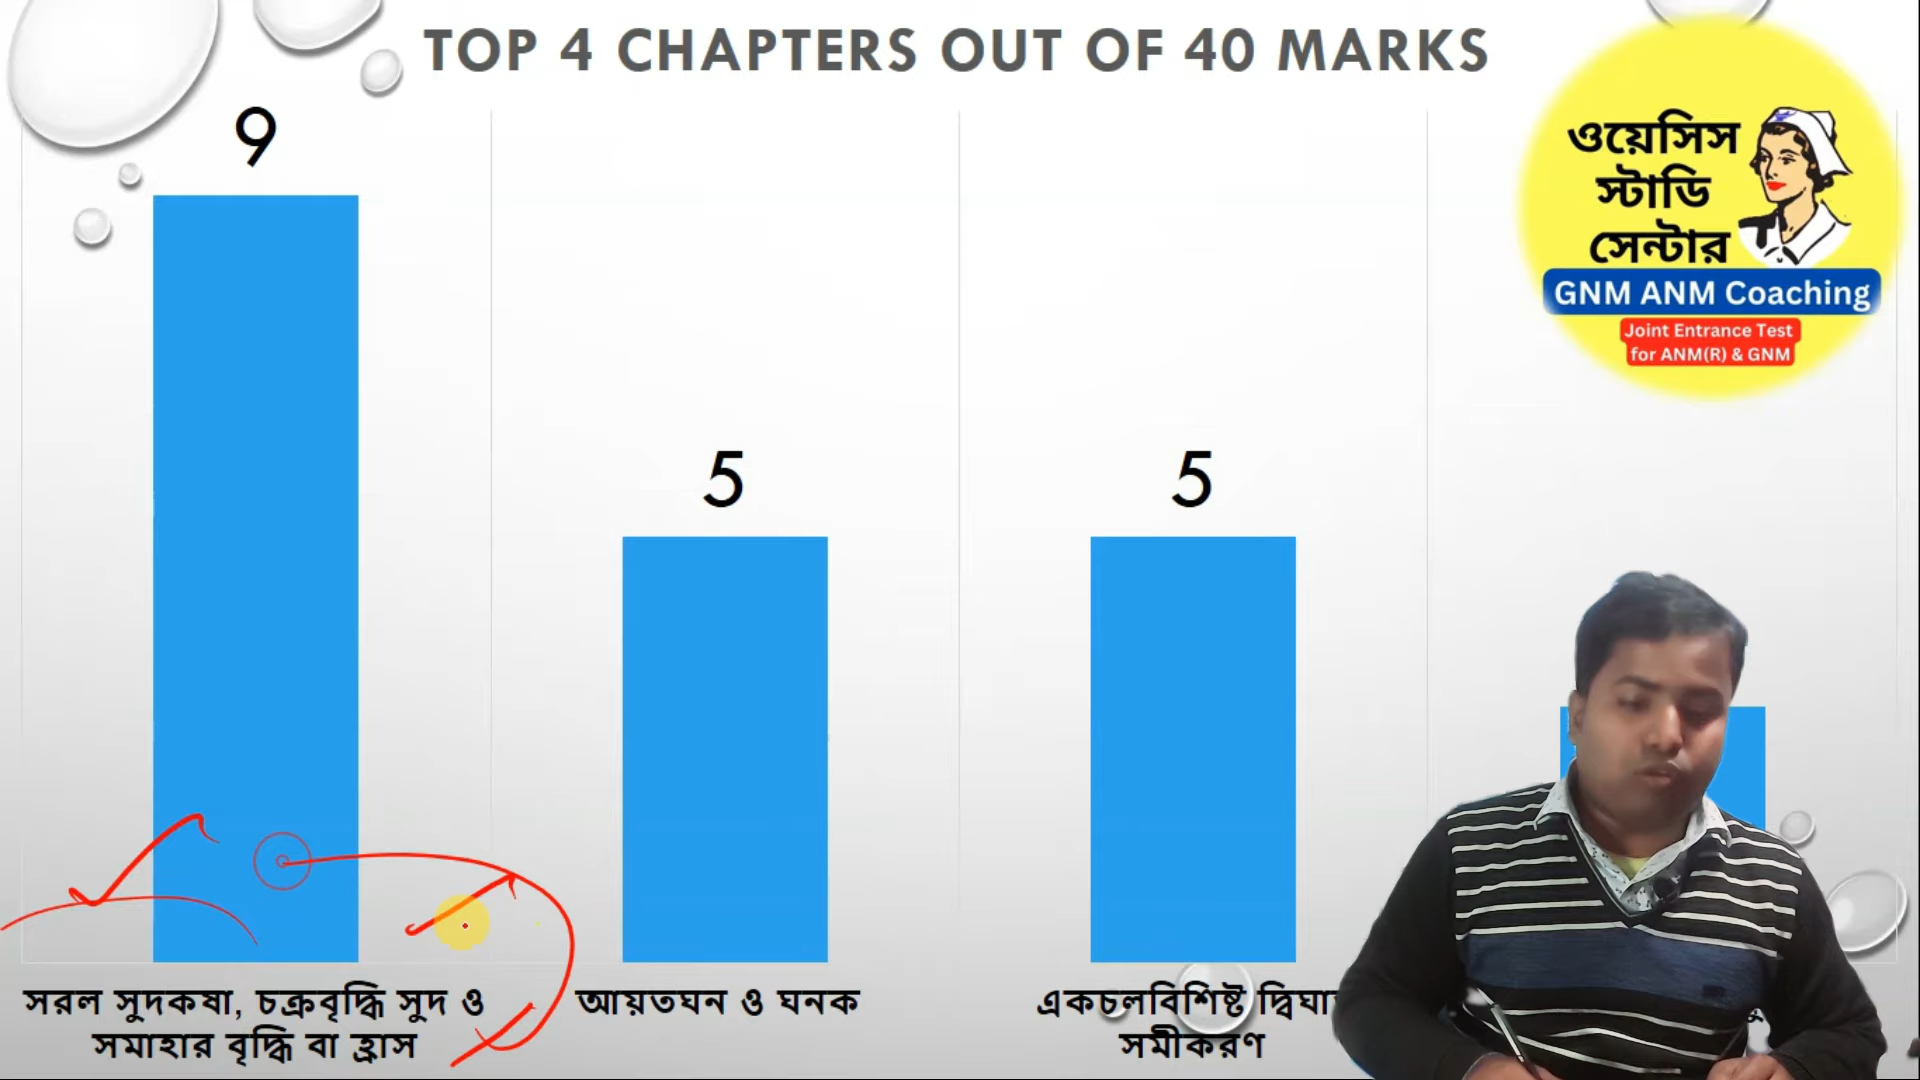 TOP 4 CHAPTERS OUT OF 40 MARKS
ওয়েসিস
স্টাডি
সেন্টার
GNM ANM Coaching
Joint Entrance Test
for ANM(R) & GNM
9
5
5
সরল সুদকষা, চক্রবৃদ্ধি সুদ ও
সমাহার বৃদ্ধি বা হ্রাস
আয়তঘন ও ঘনক
একচলবিশিষ্ট
সমীকরণ